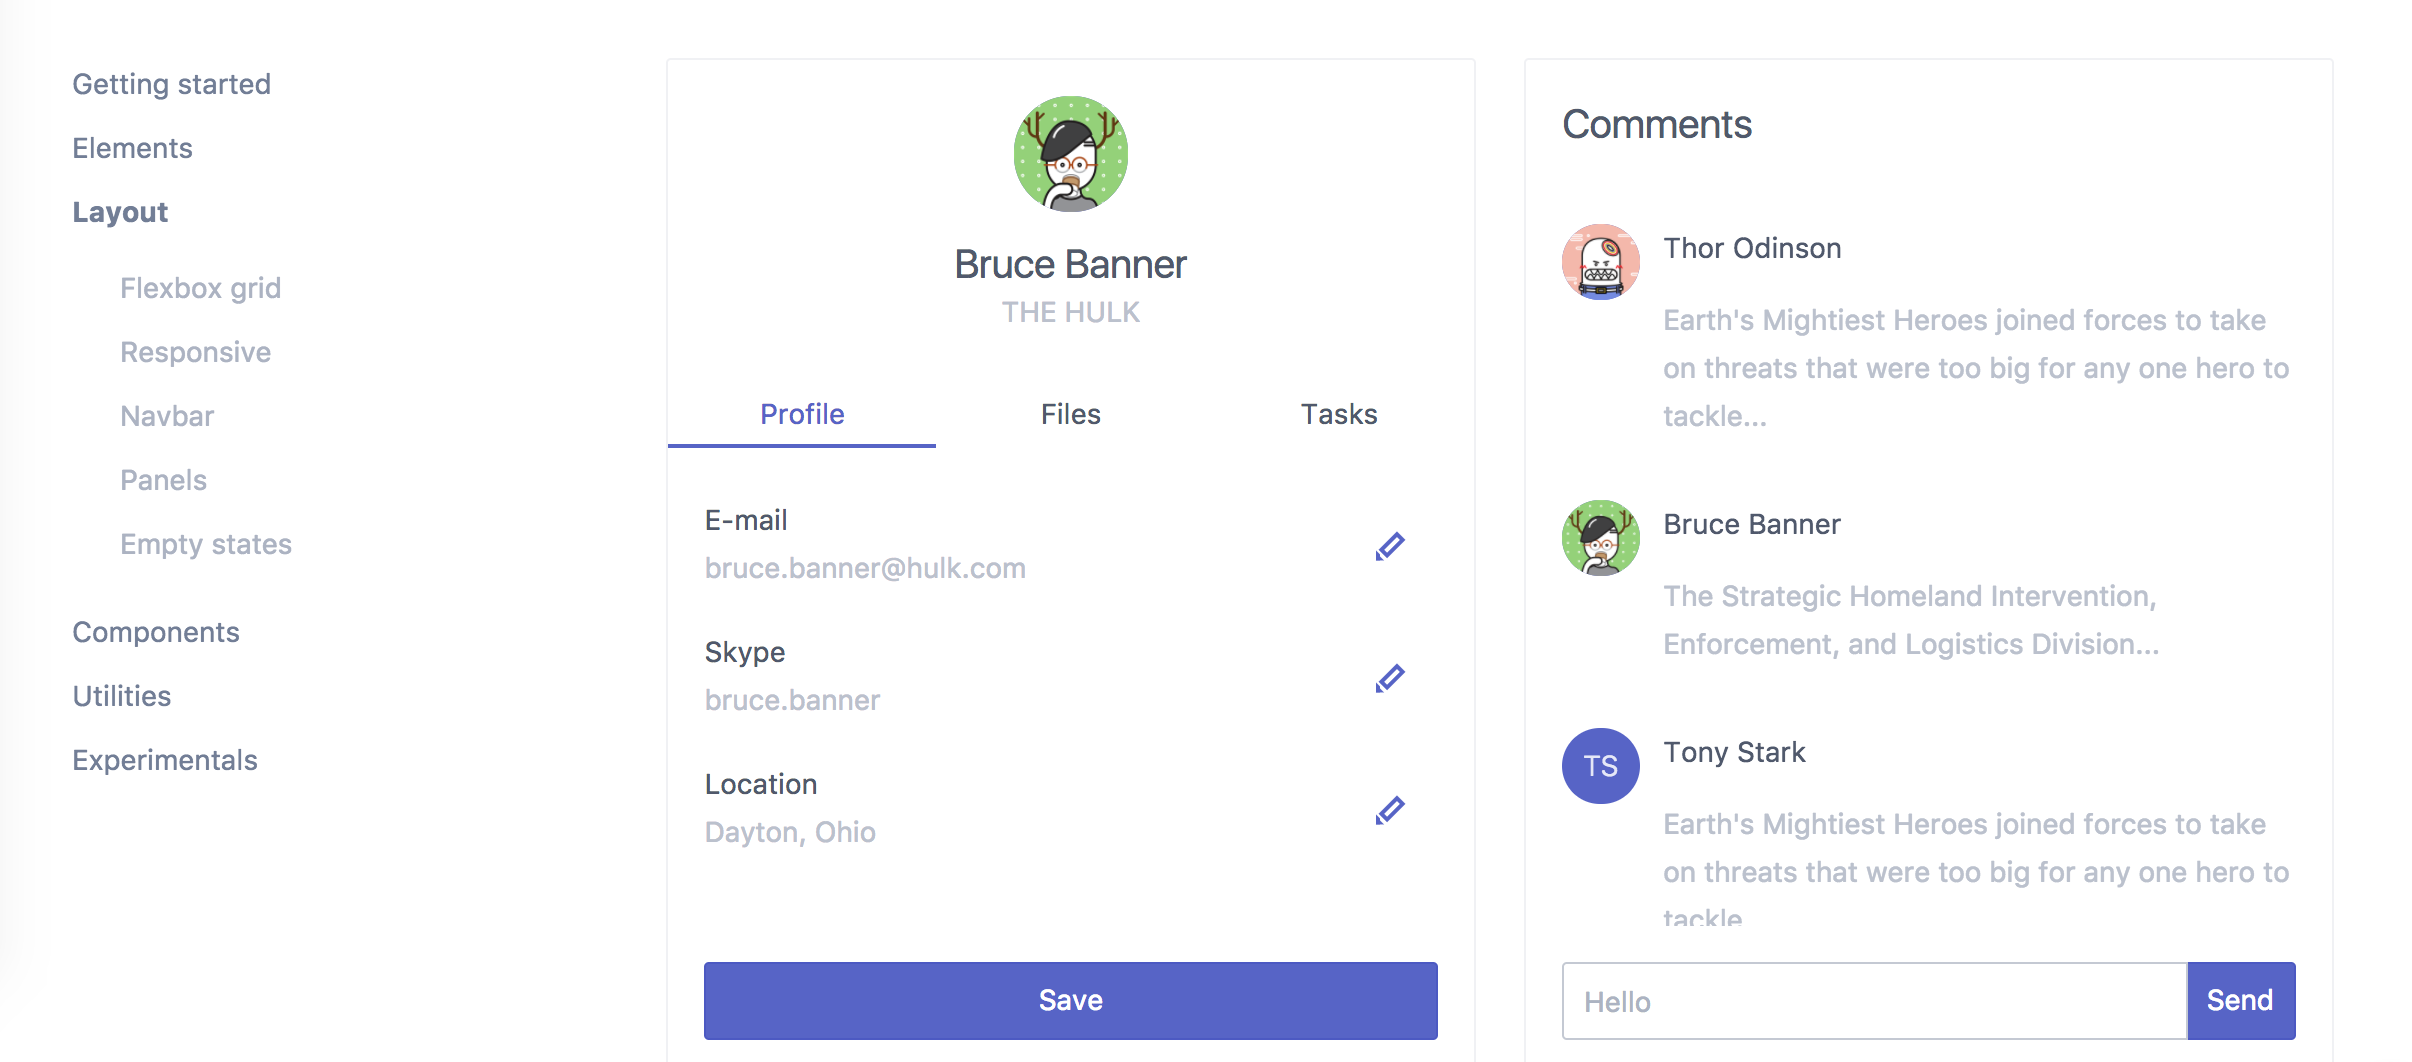 Getting started
Elements
Layout
Flexbox grid
Responsive
Navbar
Panels
Empty states
Components
Utilities
Experimentals
Bruce Banner
THE HULK
Profile
Files
Tasks
E-mail
bruce.banner@hulk.com
Skype
bruce.banner
Location
Dayton, Ohio
Save
Comments
Thor Odinson
Earth's Mightiest Heroes joined forces to take
on threats that were too big for any one hero to
tackle...
Bruce Banner
The Strategic Homeland Intervention,
Enforcement, and Logistics Division...
TS
Tony Stark
Earth's Mightiest Heroes joined forces to take
on threats that were too big for any one hero to
tackle
Hello
Send